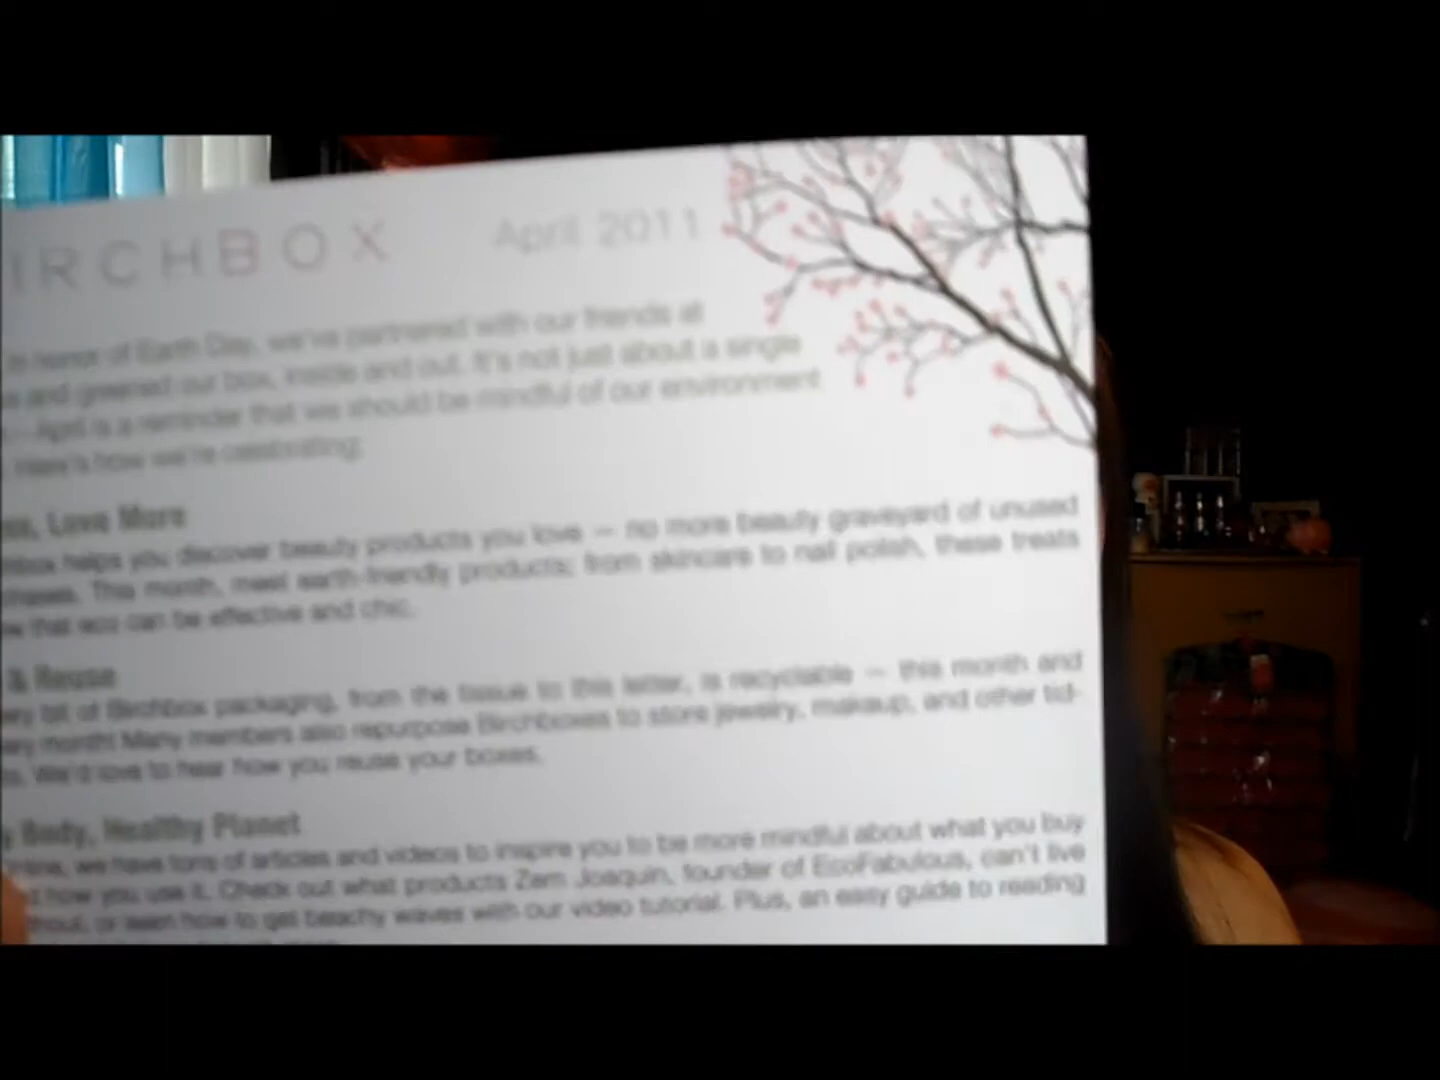 IRCHBOX April 2011
In honor of Earth Day, we've partnered with our friends at
and greened our box, inside and out. It's not just about a single
—April is a reminder that we should be mindful of our environment
Here's how we're celebrating:
ss, Love More
hbox helps you discover beauty products you love — no more beauty graveyard of unused
chases. This month, meet earth-friendly products; from skincare to nail polish, these treats
w that eco can be effective and chic.
& Reuse
ery bit of Birchbox packaging, from the tissue to this letter, is recyclable — this month and
ery month! Many members also repurpose Birchboxes to store jewelry, makeup, and other tid-
s. We'd love to hear how you reuse your boxes.
y Body, Healthy Planet
nline, we have tons of articles and videos to inspire you to be more mindful about what you buy
d how you use it. Check out what products Zem Joaquin, founder of EcoFabulous, can't live
thout, or learn how to get beachy waves with our video tutorial. Plus, an easy guide to reading